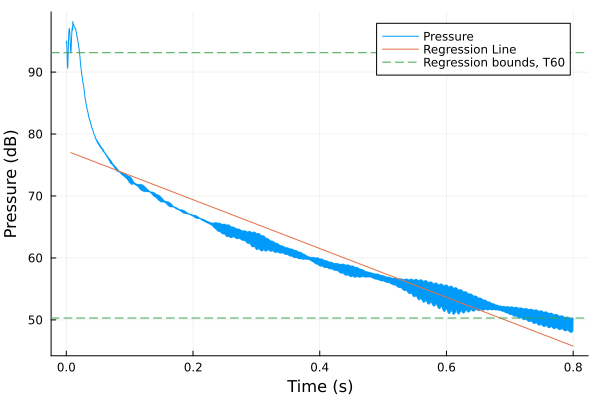 Pressure
Regression Line
Regression bounds, T60
90
80
70
60
50
Pressure (dB)
0.0 0.2 0.4 0.6 0.8
Time (s)